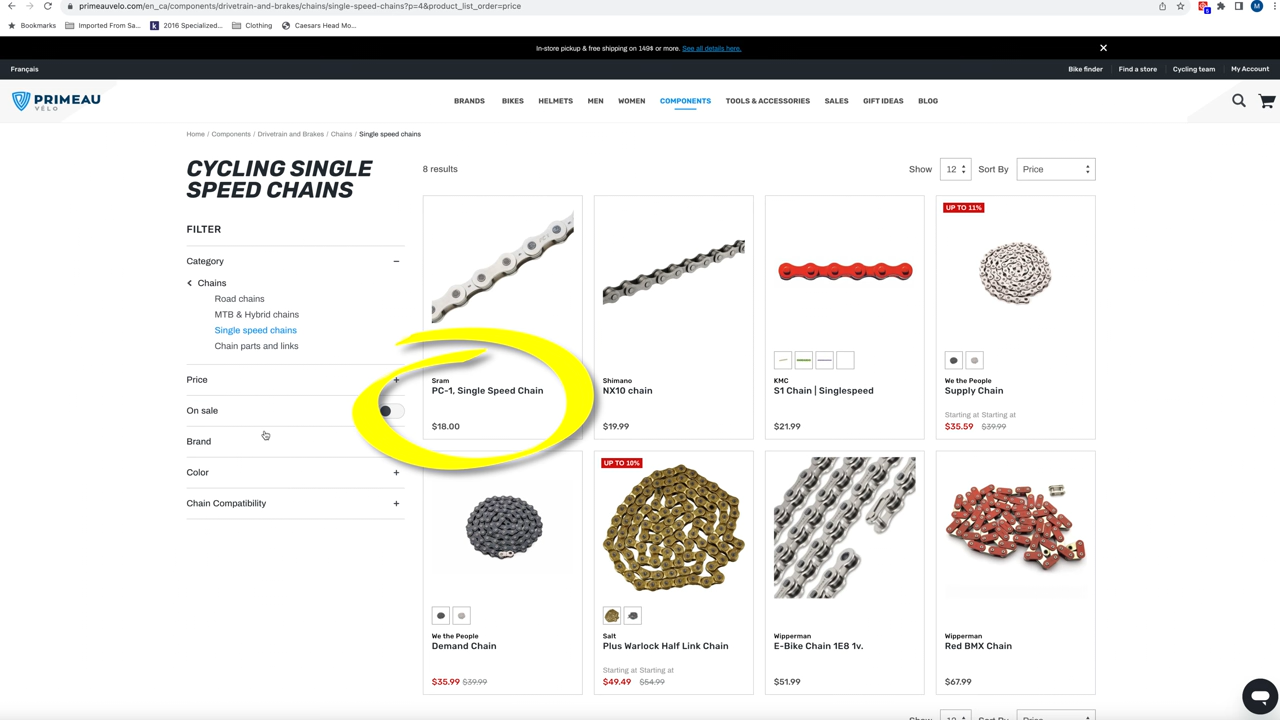 primeauvelo.com/en_ca/components/drivetrain-and-brakes/chains/single-speed-chains?p=4&product_list_order=price
5
M
Bookmarks
Imported From Sa...
2016 Specialized...
Clothing
Caesars Head Mo...
In-store pickup & free shipping on 149$ or more. See all details here.
Français
Bike finder
Find a store
Cycling team
My Account
PRIMEAU
VÉLO
BRANDS
BIKES
HELMETS
MEN
WOMEN
COMPONENTS
TOOLS & ACCESSORIES
SALES
GIFT IDEAS
BLOG
Home / Components / Drivetrain and Brakes / Chains / Single speed chains
CYCLING SINGLE
SPEED CHAINS
8 results
Show
12
Sort By
Price
FILTER
Category
Chains
Road chains
MTB & Hybrid chains
Single speed chains
Chain parts and links
Price
On sale
Brand
Color
Chain Compatibility
Sram
PC-1, Single Speed Chain
$18.00
Shimano
NX10 chain
$19.99
KMC
S1 Chain | Singlespeed
$21.99
UP TO 11%
We the People
Supply Chain
Starting at Starting at
$35.59 $39.99
We the People
Demand Chain
$35.99 $39.99
UP TO 10%
Salt
Plus Warlock Half Link Chain
Starting at Starting at
$49.49 $54.99
Wipperman
E-Bike Chain 1E8 1v.
$51.99
Wipperman
Red BMX Chain
$67.99
Show
12
Sort By
Price